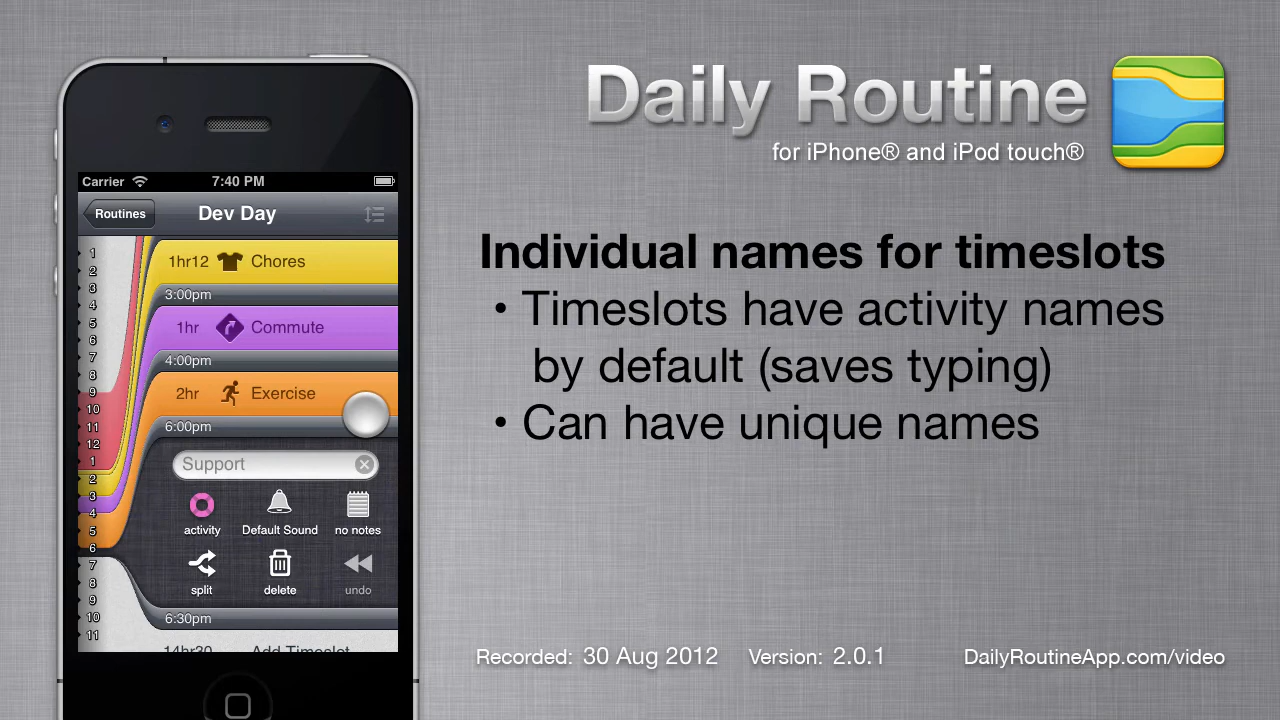 Daily Routine
for iPhone® and iPod touch®
Carrier 7:40 PM
Routines Dev Day
1
2
3
4
5
6
7
8
9
10
11
12
1
2
3
4
5
6
7
8
9
10
11
1hr12 Chores
3:00pm
1hr Commute
4:00pm
2hr Exercise
6:00pm
Support
activity Default Sound no notes
split delete undo
6:30pm
14hr30 Add Timeslot
Individual names for timeslots
• Timeslots have activity names
by default (saves typing)
• Can have unique names
Recorded: 30 Aug 2012 Version: 2.0.1 DailyRoutineApp.com/video